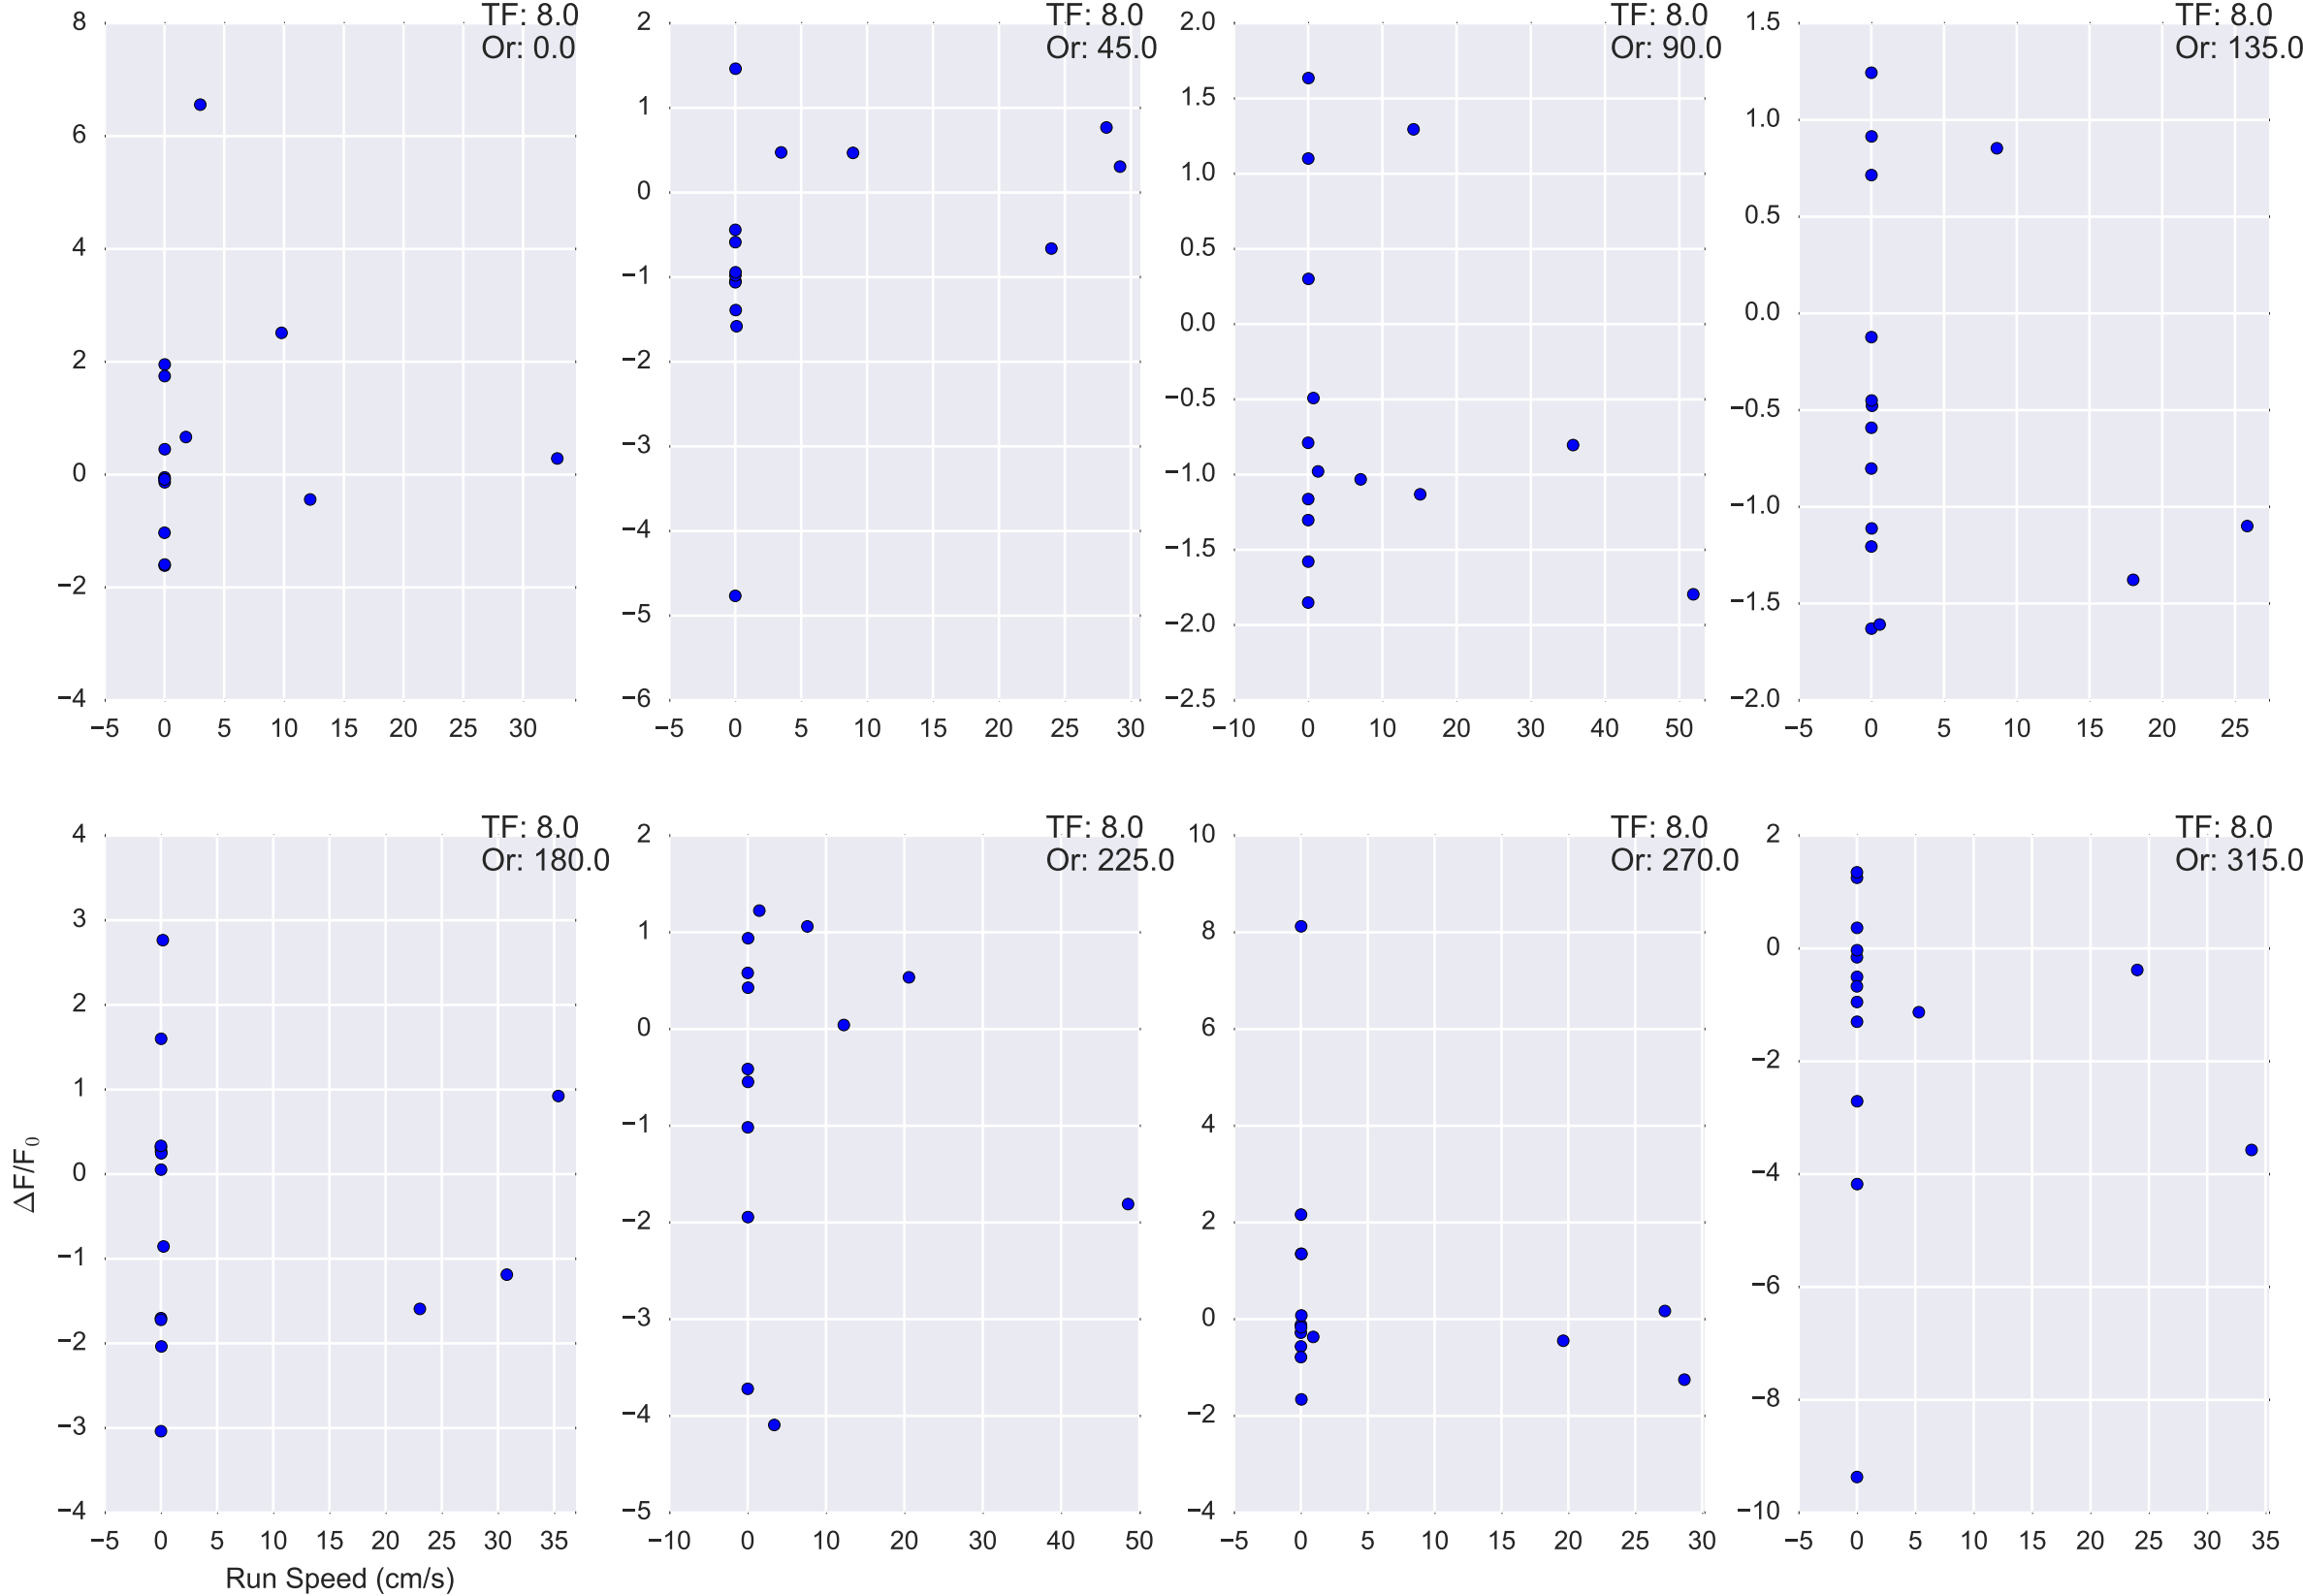 TF: 8.0
Or: 0.0
8
6
4
2
0
−2
−4
−5 0 5 10 15 20 25 30
TF: 8.0
Or: 45.0
2
1
0
−1
−2
−3
−4
−5
−6
−5 0 5 10 15 20 25 30
TF: 8.0
Or: 90.0
2.0
1.5
1.0
0.5
0.0
−0.5
−1.0
−1.5
−2.0
−2.5
−10 0 10 20 30 40 50
TF: 8.0
Or: 135.0
1.5
1.0
0.5
0.0
−0.5
−1.0
−1.5
−2.0
−5 0 5 10 15 20 25
TF: 8.0
Or: 180.0
4
3
2
1
0
−1
−2
−3
−4
ΔF/F₀
−5 0 5 10 15 20 25 30 35
Run Speed (cm/s)
TF: 8.0
Or: 225.0
2
1
0
−1
−2
−3
−4
−5
−10 0 10 20 30 40 50
TF: 8.0
Or: 270.0
10
8
6
4
2
0
−2
−4
−5 0 5 10 15 20 25 30
TF: 8.0
Or: 315.0
2
0
−2
−4
−6
−8
−10
−5 0 5 10 15 20 25 30 35